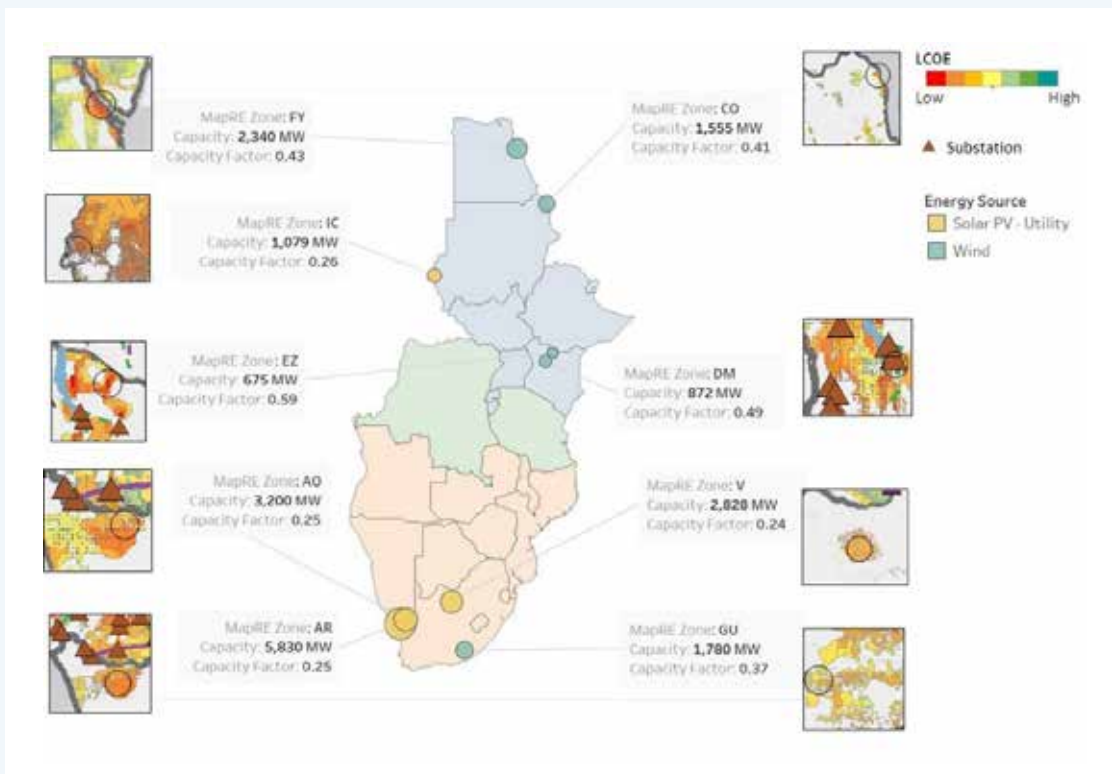 MapRE Zone: FY
Capacity: 2,340 MW
Capacity Factor: 0.43
MapRE Zone: CO
Capacity: 1,555 MW
Capacity Factor: 0.41
LCOE
Low High
Substation
Energy Source
Solar PV - Utility
Wind
MapRE Zone: IC
Capacity: 1,079 MW
Capacity Factor: 0.26
MapRE Zone: EZ
Capacity: 675 MW
Capacity Factor: 0.59
MapRE Zone: DM
Capacity: 872 MW
Capacity Factor: 0.49
MapRE Zone: AO
Capacity: 3,200 MW
Capacity Factor: 0.25
MapRE Zone: V
Capacity: 2,828 MW
Capacity Factor: 0.24
MapRE Zone: AR
Capacity: 5,830 MW
Capacity Factor: 0.25
MapRE Zone: GU
Capacity: 1,780 MW
Capacity Factor: 0.37